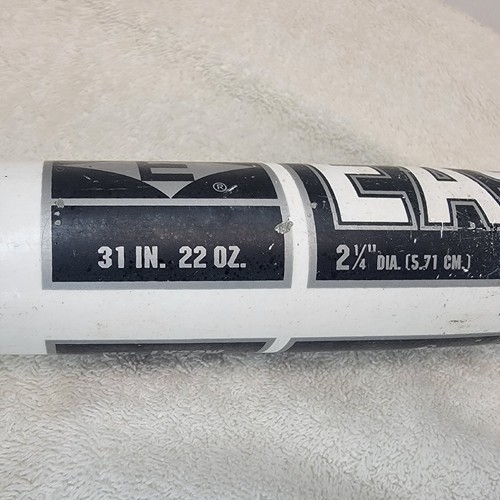 E®
31 IN. 22 OZ.
2¼" DIA. (5.71 CM.)